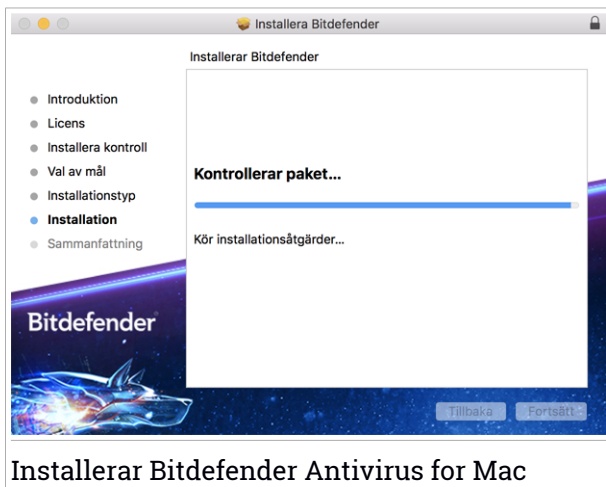 Installera Bitdefender
Installerar Bitdefender
Introduktion
Licens
Installera kontroll
Val av mål
Installationstyp
Installation
Sammanfattning
Kontrollerar paket...
Kör installationsåtgärder...
Bitdefender
Tillbaka
Fortsätt
Installerar Bitdefender Antivirus for Mac